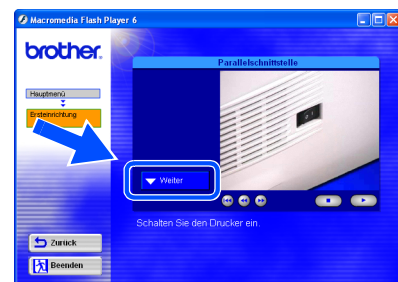 Macromedia Flash Player 6
brother.
Parallelschnittstelle
Hauptmenü
Ersteinrichtung
Weiter
Schalten Sie den Drucker ein.
Zurück
Beenden